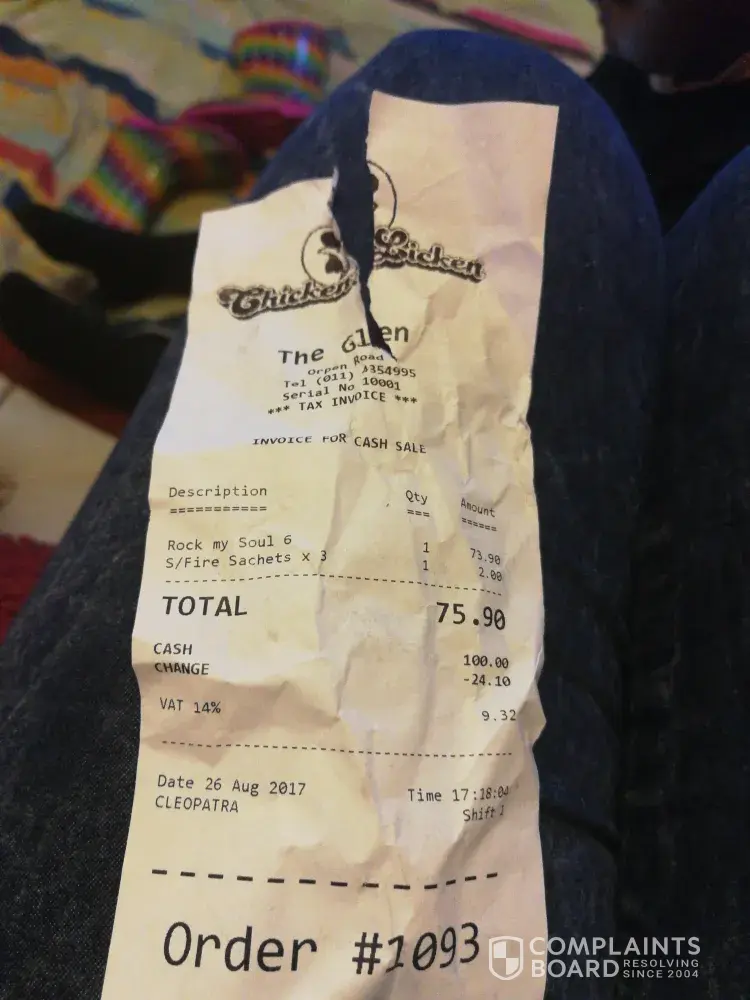 Chicken Licken
The Glen
Orpen Road
Tel (011) 4354995
Serial No 10001
*** TAX INVOICE ***
INVOICE FOR CASH SALE
Description Qty Amount
=========== === ======
Rock my Soul 6 1 73.90
S/Fire Sachets x 3 1 2.00
TOTAL 75.90
CASH 100.00
CHANGE -24.10
VAT 14% 9.32
Date 26 Aug 2017 Time 17:18:04
CLEOPATRA Shift 1
Order #1093
COMPLAINTS
BOARD RESOLVING
SINCE 2004